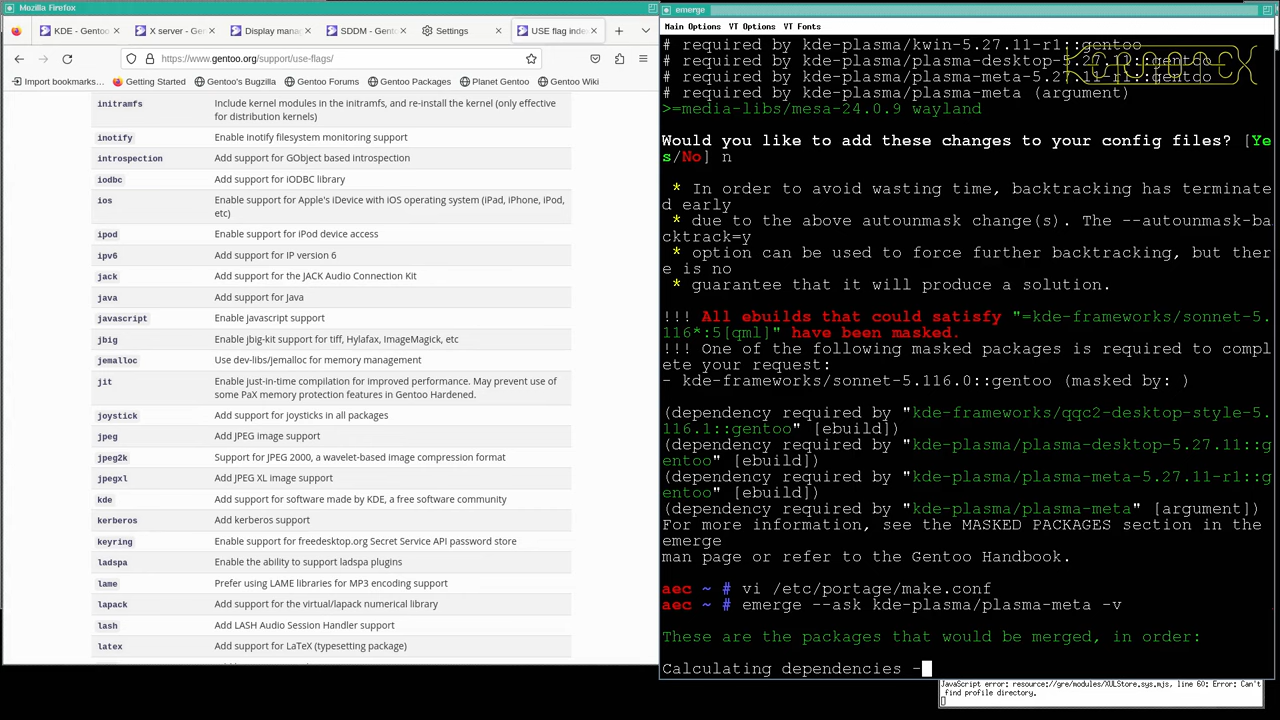 Mozilla Firefox
KDE - Gentoo
X server - Ge
Display mana
SDDM - Gent
Settings
USE flag inde
https://www.gentoo.org/support/use-flags/
Import bookmarks...
Getting Started
Gentoo's Bugzilla
Gentoo Forums
Planet Gentoo
Gentoo Wiki
initramfs Include kernel modules in the initramfs, and re-install the kernel (only effective
for distribution kernels)
inotify Enable inotify filesystem monitoring support
introspection Add support for GObject based introspection
iodbc Add support for iODBC library
ios Enable support for Apple's iDevice with iOS operating system (iPad, iPhone, iPod,
etc)
ipod Enable support for iPod device access
ipv6 Add support for IP version 6
jack Add support for the JACK Audio Connection Kit
java Add support for Java
javascript Enable javascript support
jbig Enable jbig-kit support for tiff, Hylafax, ImageMagick, etc
jemalloc Use dev-libs/jemalloc for memory management
jit Enable just-in-time compilation for improved performance. May prevent use of
some PaX memory protection features in Gentoo Hardened.
joystick Add support for joysticks in all packages
jpeg Add JPEG image support
jpeg2k Support for JPEG 2000, a wavelet-based image compression format
jpegxl Add JPEG XL image support
kde Add support for software made by KDE, a free software community
kerberos Add kerberos support
keyring Enable support for freedesktop.org Secret Service API password store
ladspa Enable the ability to support ladspa plugins
lame Prefer using LAME libraries for MP3 encoding support
lapack Add support for the virtual/lapack numerical library
lash Add LASH Audio Session Handler support
latex Add support for LaTeX (typesetting package)
emerge
Main Options VT Options VT Fonts
# required by kde-plasma/kwin-5.27.11-r1::gentoo
# required by kde-plasma/plasma-desktop-5.27.11::gentoo
# required by kde-plasma/plasma-meta-5.27.11-r1::gentoo
# required by kde-plasma/plasma-meta (argument)
>=media-libs/mesa-24.0.9 wayland
Would you like to add these changes to your config files? [Ye
s/No] n
* In order to avoid wasting time, backtracking has terminate
d early
* due to the above autounmask change(s). The --autounmask-ba
cktrack=y
* option can be used to force further backtracking, but ther
e is no
* guarantee that it will produce a solution.
!!! All ebuilds that could satisfy "=kde-frameworks/sonnet-5.
116*:5[qml]" have been masked.
!!! One of the following masked packages is required to compl
ete your request:
- kde-frameworks/sonnet-5.116.0::gentoo (masked by: )
(dependency required by "kde-frameworks/qqc2-desktop-style-5.
116.1::gentoo" [ebuild])
(dependency required by "kde-plasma/plasma-desktop-5.27.11::g
entoo" [ebuild])
(dependency required by "kde-plasma/plasma-meta-5.27.11-r1::g
entoo" [ebuild])
(dependency required by "kde-plasma/plasma-meta" [argument])
For more information, see the MASKED PACKAGES section in the
emerge
man page or refer to the Gentoo Handbook.
aec ~ # vi /etc/portage/make.conf
aec ~ # emerge --ask kde-plasma/plasma-meta -v
These are the packages that would be merged, in order:
Calculating dependencies -
JavaScript error: resource://gre/modules/XULStore.sys.mjs, line 60: Error: Can't
find profile directory.